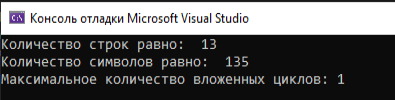 Консоль отладки Microsoft Visual Studio
Количество строк равно:  13
Количество символов равно:  135
Максимальное количество вложенных циклов: 1